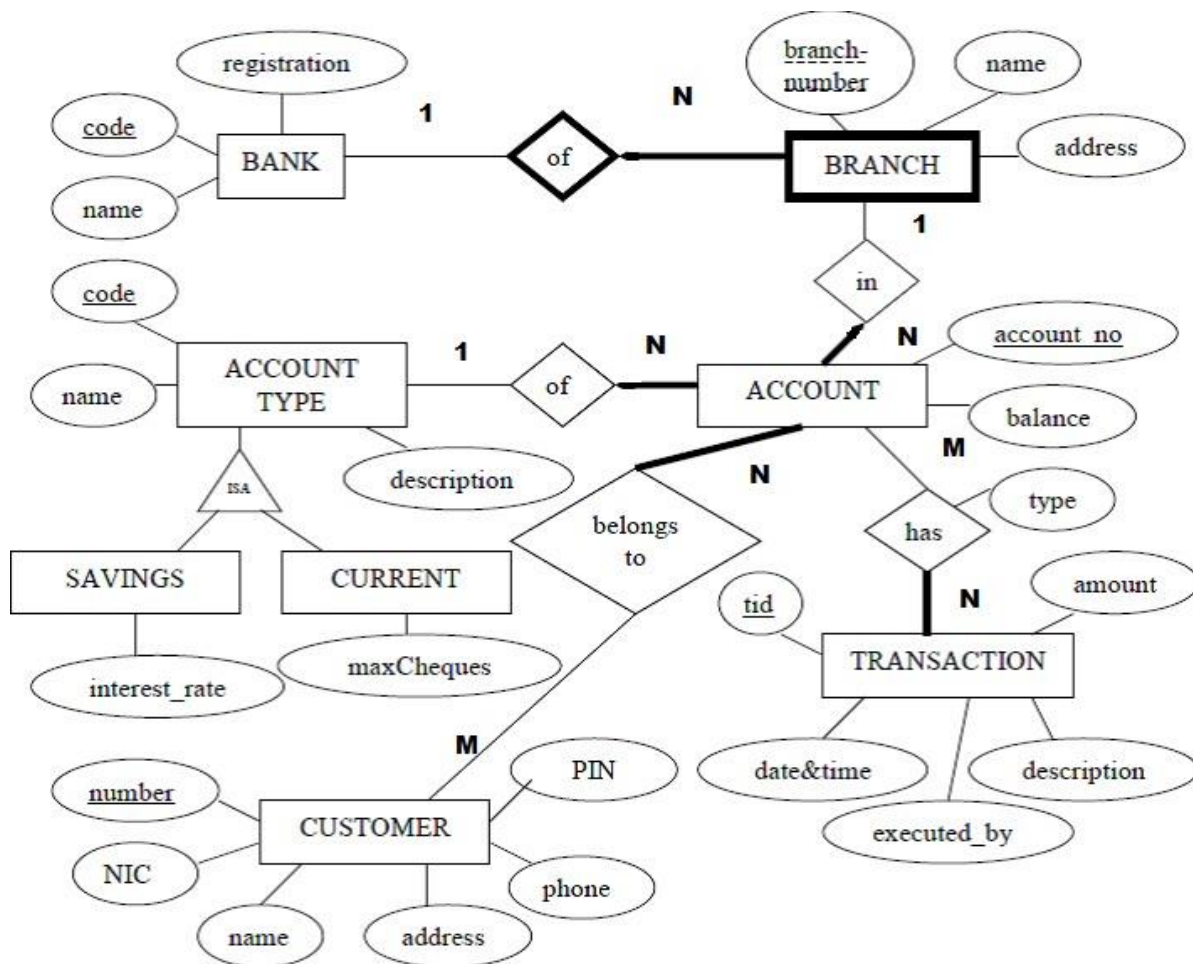 registration
branch-
number
name
code
1
N
of
BANK
BRANCH
address
name
1
in
code
N
account_no
1
N
ACCOUNT
TYPE
of
ACCOUNT
name
balance
M
description
N
ISA
type
belongs
to
has
SAVINGS
CURRENT
amount
tid
N
maxCheques
TRANSACTION
interest_rate
M
PIN
date&time
description
number
CUSTOMER
executed_by
NIC
phone
name
address